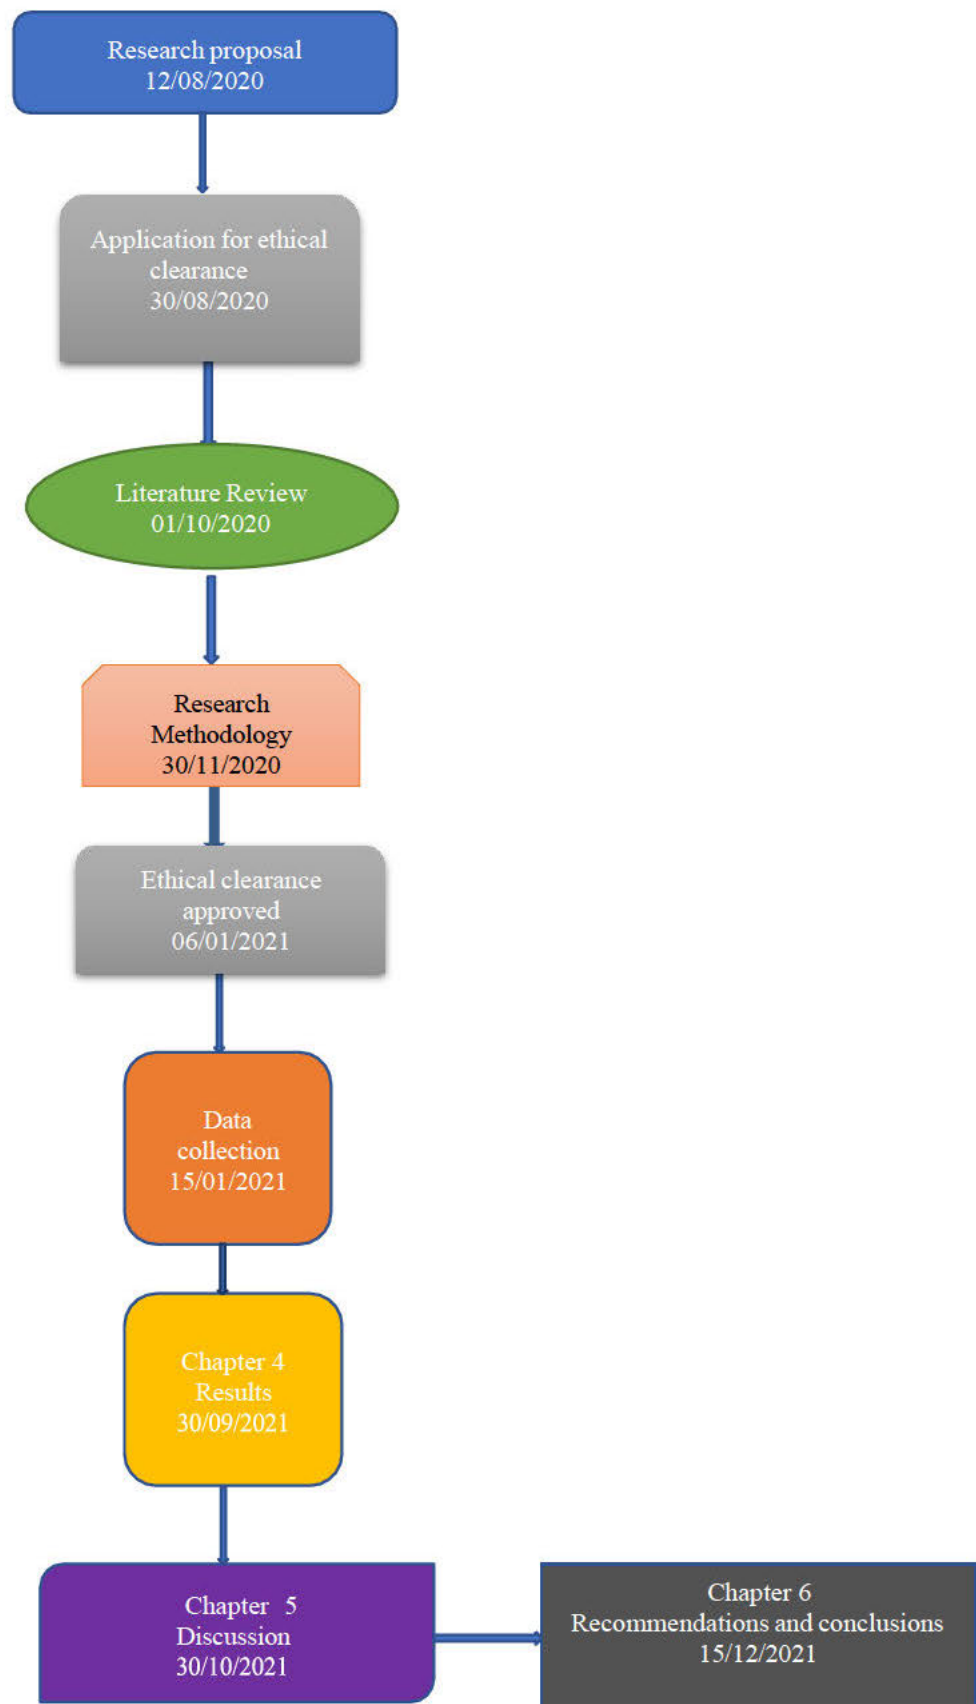 Research proposal
12/08/2020
Application for ethical
clearance
30/08/2020
Literature Review
01/10/2020
Research
Methodology
30/11/2020
Ethical clearance
approved
06/01/2021
Data
collection
15/01/2021
Chapter 4
Results
30/09/2021
Chapter 5
Discussion
30/10/2021
Chapter 6
Recommendations and conclusions
15/12/2021